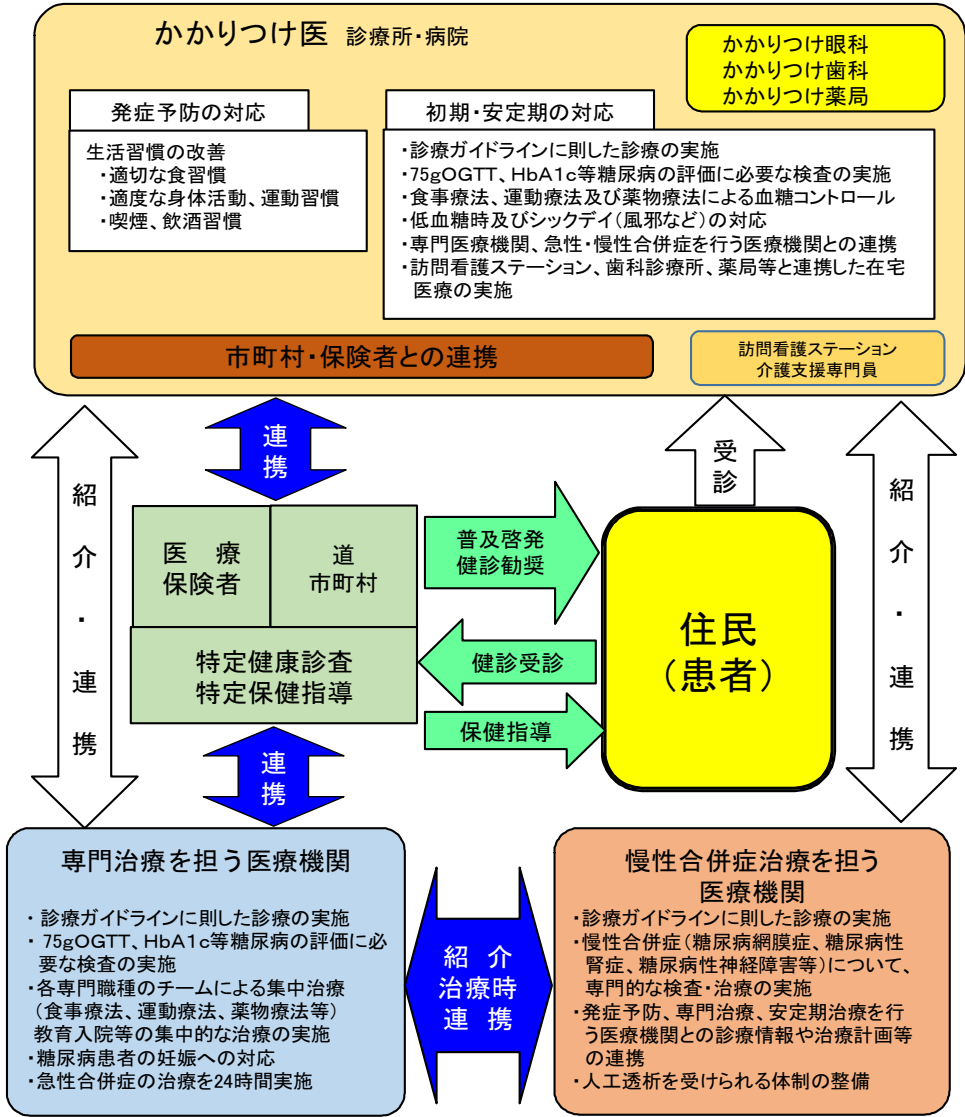 かかりつけ医 診療所・病院
かかりつけ眼科
かかりつけ歯科
かかりつけ薬局
発症予防の対応
生活習慣の改善
・適切な食習慣
・適度な身体活動、運動習慣
・喫煙、飲酒習慣
初期・安定期の対応
・診療ガイドラインに則した診療の実施
・75gOGTT、HbA1c等糖尿病の評価に必要な検査の実施
・食事療法、運動療法及び薬物療法による血糖コントロール
・低血糖時及びシックデイ(風邪など)の対応
・専門医療機関、急性・慢性合併症を行う医療機関との連携
・訪問看護ステーション、歯科診療所、薬局等と連携した在宅
医療の実施
市町村・保険者との連携
訪問看護ステーション
介護支援専門員
紹介・連携
連携
受診
紹介・連携
医 療
保険者
道
市町村
特定健康診査
特定保健指導
普及啓発
健診勧奨
健診受診
保健指導
住民
(患者)
連携
専門治療を担う医療機関
・診療ガイドラインに則した診療の実施
・75gOGTT、HbA1c等糖尿病の評価に必
要な検査の実施
・各専門職種のチームによる集中治療
(食事療法、運動療法、薬物療法等)
教育入院等の集中的な治療の実施
・糖尿病患者の妊娠への対応
・急性合併症の治療を24時間実施
紹 介
治療時
連 携
慢性合併症治療を担う
医療機関
・診療ガイドラインに則した診療の実施
・慢性合併症(糖尿病網膜症、糖尿病性
腎症、糖尿病性神経障害等)について、
専門的な検査・治療の実施
・発症予防、専門治療、安定期治療を行
う医療機関との診療情報や治療計画等
の連携
・人工透析を受けられる体制の整備